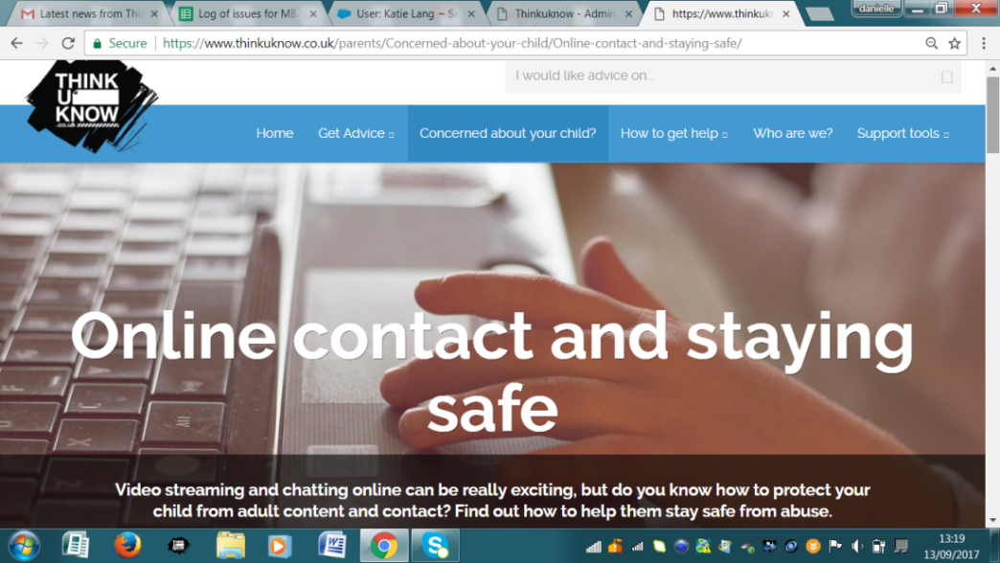 Latest news from Thi
Log of issues for MBA
User: Katie Lang ~ Sa
Thinkuknow - Admin
https://www.thinkukn
danielle
Secure
https://www.thinkuknow.co.uk/parents/Concerned-about-your-child/Online-contact-and-staying-safe/
THINK
U
KNOW
.co.uk
I would like advice on...
Home
Get Advice
Concerned about your child?
How to get help
Who are we?
Support tools
Online contact and staying
safe
Video streaming and chatting online can be really exciting, but do you know how to protect your
child from adult content and contact? Find out how to help them stay safe from abuse.
13:19
13/09/2017